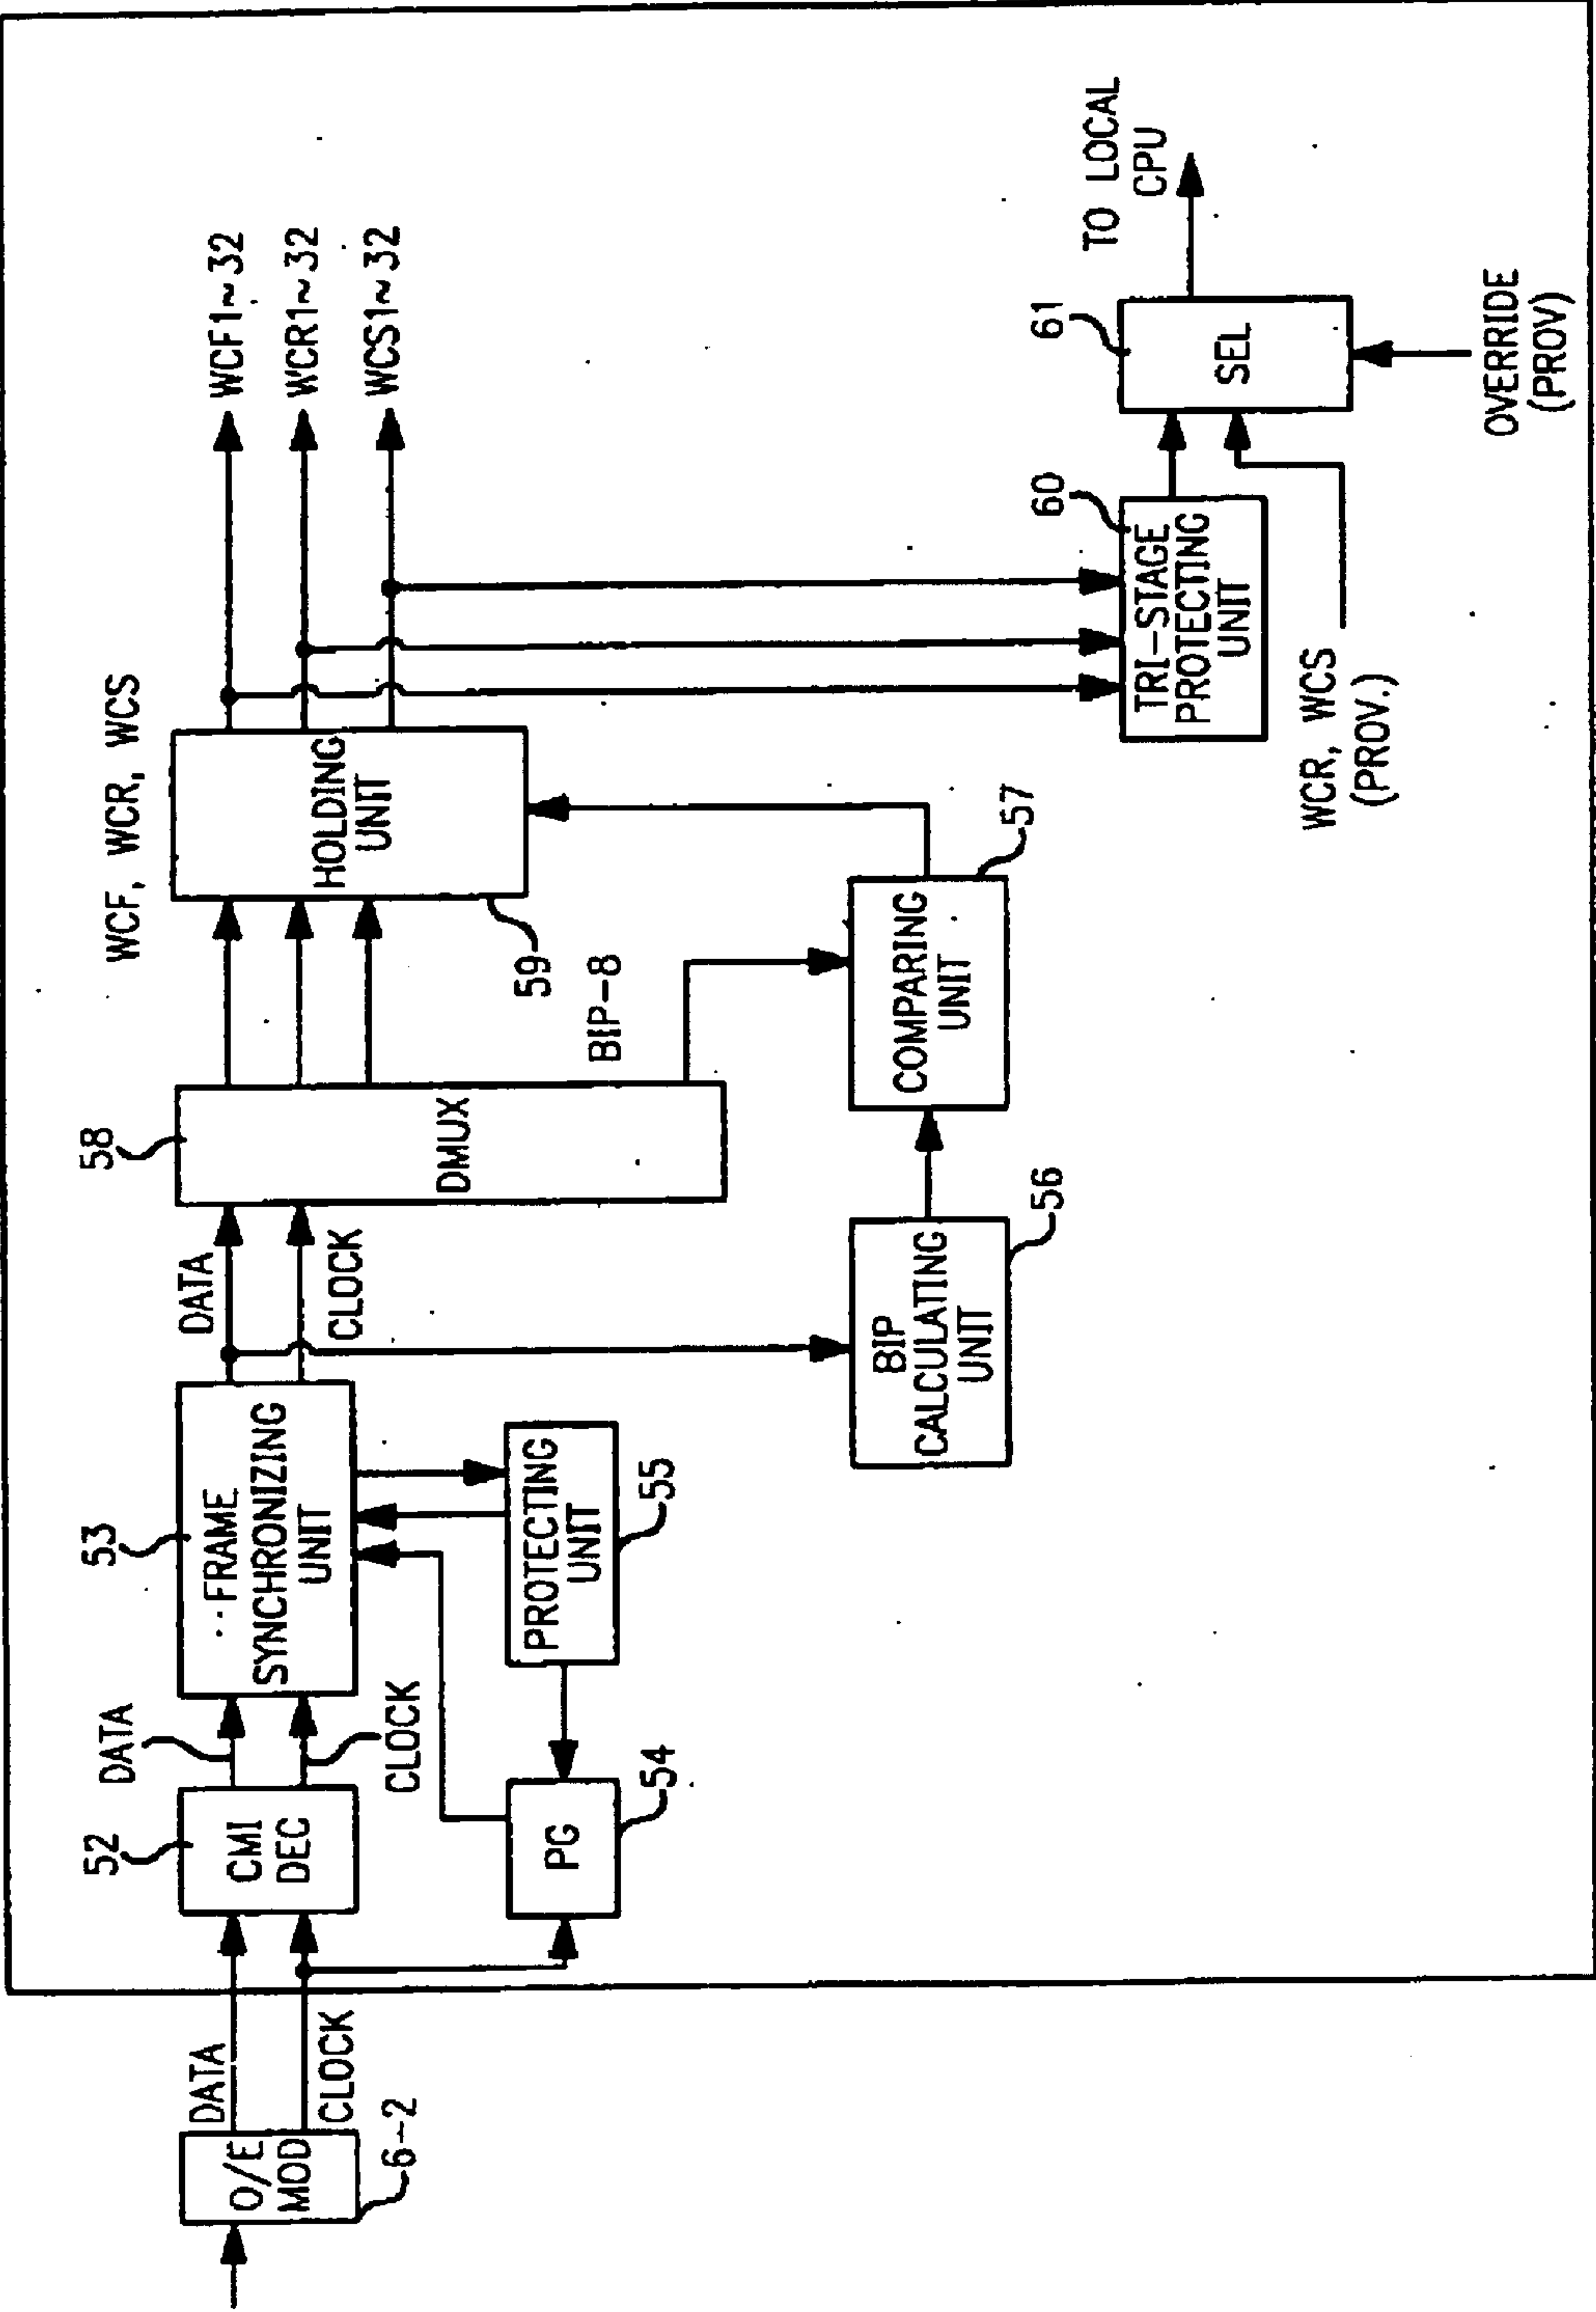 O/E
MOD
6-2
DATA
CLOCK
52
CMI
DEC
DATA
CLOCK
53
FRAME
SYNCHRONIZING
UNIT
PG
54
PROTECTING
UNIT
55
DATA
CLOCK
58
DMUX
BIP
CALCULATING
UNIT
56
BIP-8
COMPARING
UNIT
57
WCF, WCR, WCS
HOLDING
UNIT
59
WCF1~32
WCR1~32
WCS1~32
60
TRI-STAGE
PROTECTING
UNIT
WCR, WCS
(PROV.)
61
SEL
OVERRIDE
(PROV)
TO LOCAL
CPU